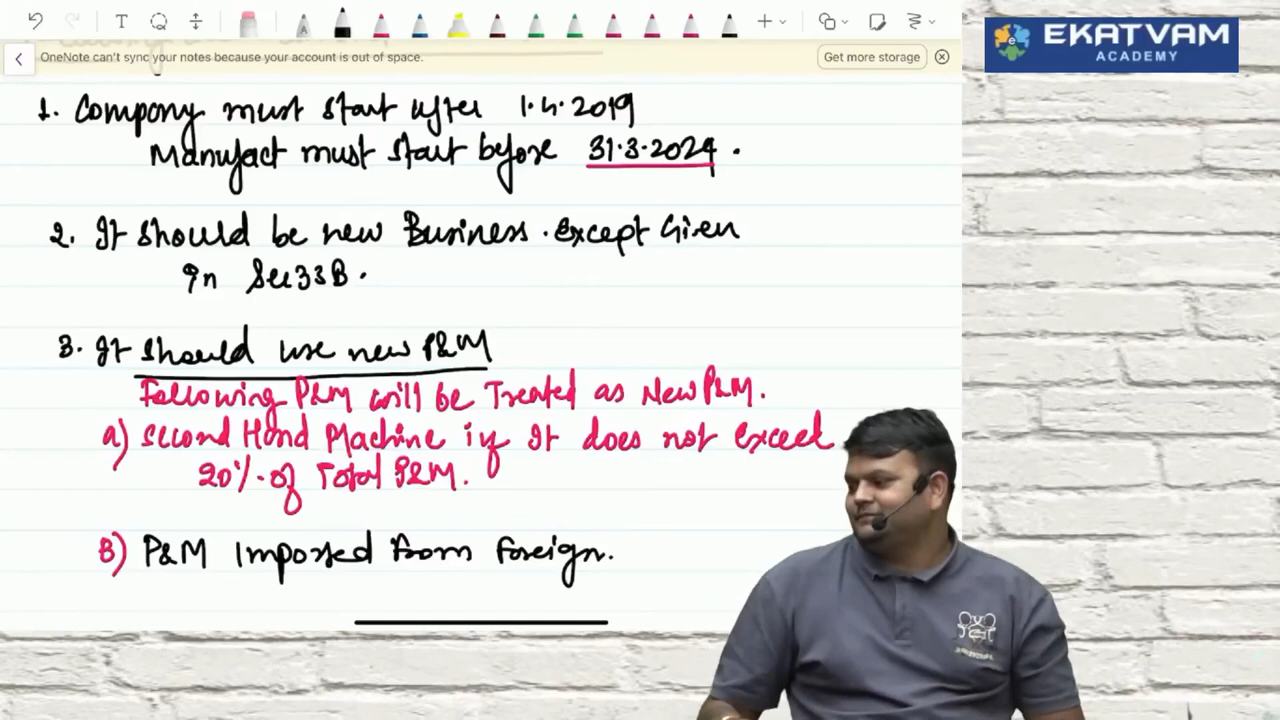 EKATVAM
ACADEMY
OneNote can't sync your notes because your account is out of space.
Get more storage
1. Company must start after 1.4.2019
Manufact must start before 31.3.2024.
2. It should be new Business. Except Given
in Sec33B.
3. It should use new P&M
Following P&M will be Treated as New P&M.
a) Second Hand Machine if It does not exceed
20% of Total P&M.
B) P&M Imported from foreign.